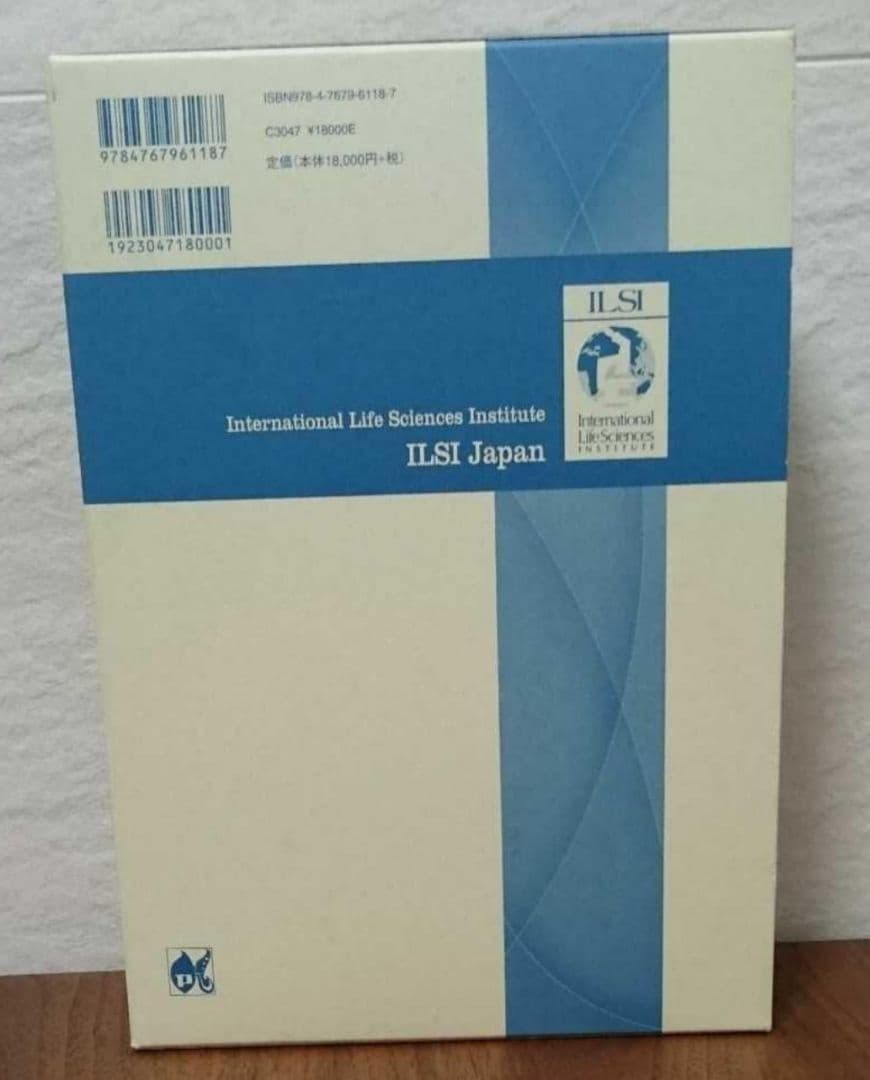 ISBN978-4-7679-6118-7
C3047 ¥18000E
定価(本体18,000円+税)
9784767961187
1923047180001
ILSI
International
Life Sciences
INSTITUTE
International Life Sciences Institute
ILSI Japan
P